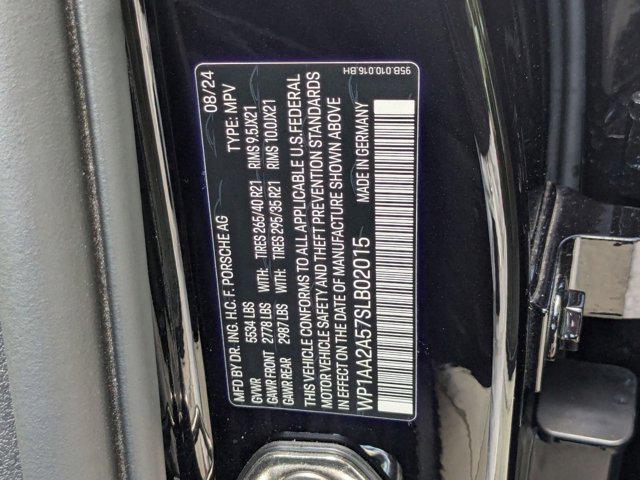 MFD BY DR. ING. H.C. F. PORSCHE AG 08/24
GVWR 5534 LBS TYPE: MPV
GAWR FRONT 2778 LBS WITH: TIRES 265/40 R21 RIMS 9.5JX21
GAWR REAR 2987 LBS WITH: TIRES 295/35 R21 RIMS 10.0JX21
THIS VEHICLE CONFORMS TO ALL APPLICABLE U.S. FEDERAL
MOTOR VEHICLE SAFETY AND THEFT PREVENTION STANDARDS
IN EFFECT ON THE DATE OF MANUFACTURE SHOWN ABOVE
WP1AA2A57SLB02015 MADE IN GERMANY
95B.010.016.BH